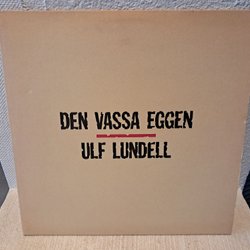 DEN VASSA EGGEN
ULF LUNDELL